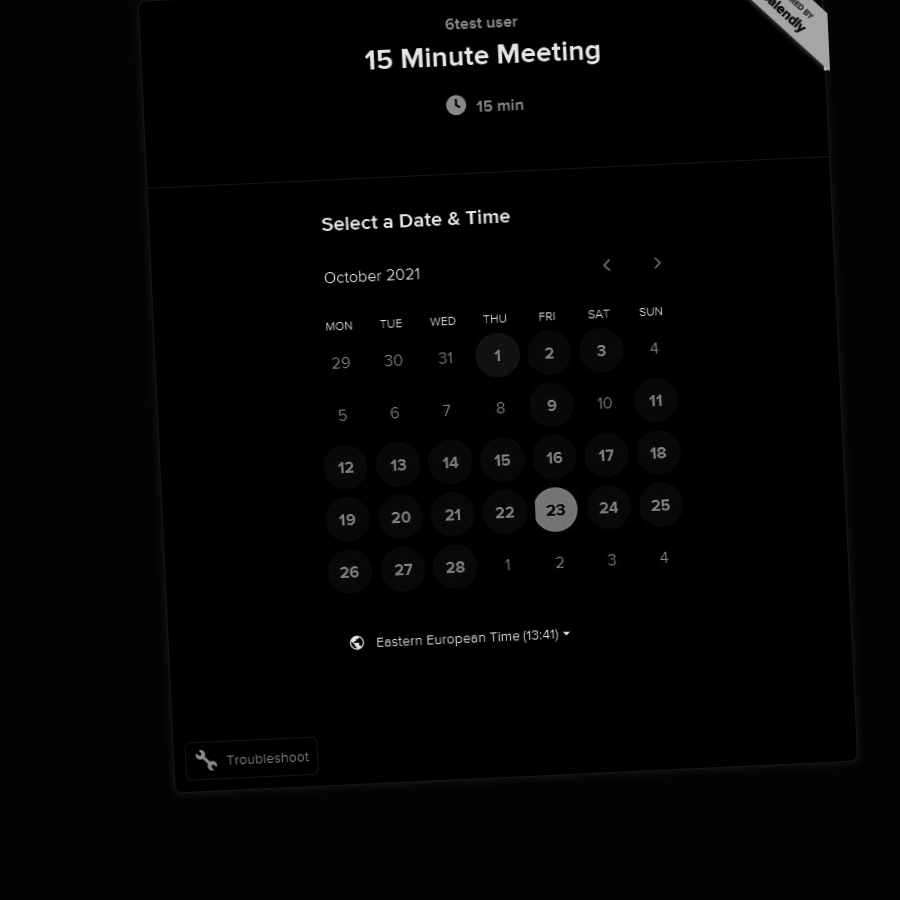 6test user
15 Minute Meeting
15 min
Select a Date & Time
October 2021
MON TUE WED THU FRI SAT SUN
29 30 31 1 2 3 4
5 6 7 8 9 10 11
12 13 14 15 16 17 18
19 20 21 22 23 24 25
26 27 28 1 2 3 4
Eastern European Time (13:41)
Troubleshoot